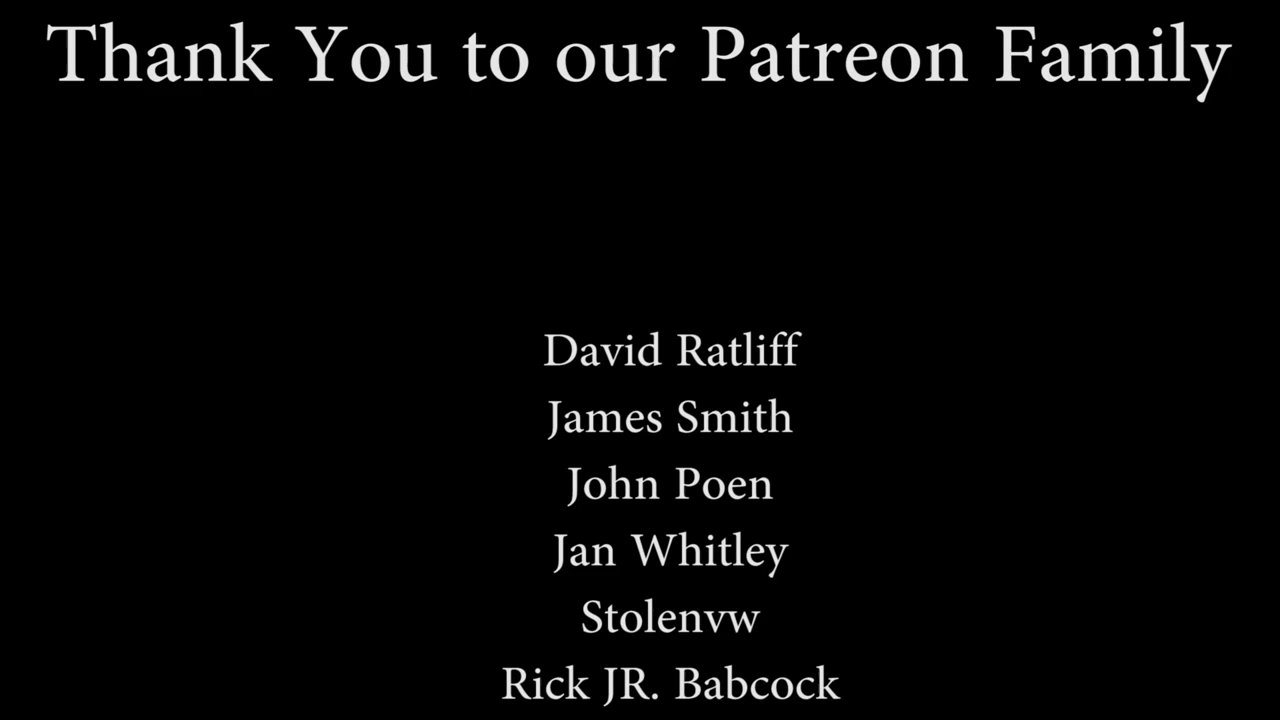 Thank You to our Patreon Family
David Ratliff
James Smith
John Poen
Jan Whitley
Stolenvw
Rick JR. Babcock